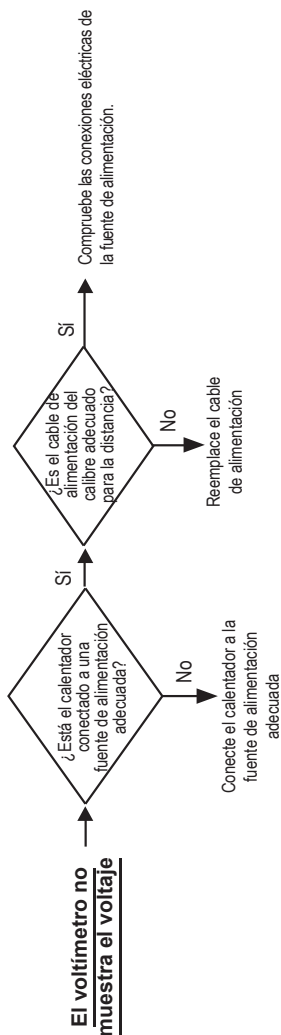 El voltímetro no
muestra el voltaje
¿Está el calentador
conectado a una
fuente de alimentación
adecuada?
Sí
No
Conecte el calentador a la
fuente de alimentación
adecuada
¿Es el cable de
alimentación del
calibre adecuado
para la distancia?
Sí
No
Reemplace el cable
de alimentación
Compruebe las conexiones eléctricas de
la fuente de alimentación.